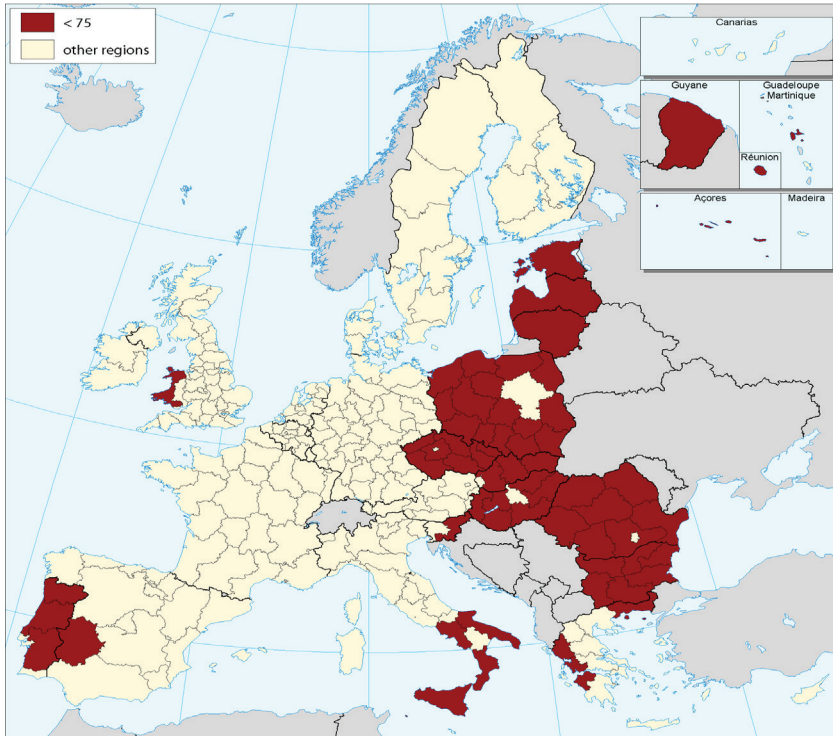 < 75
other regions
Canarias
Guyane
Guadeloupe
Martinique
Réunion
Açores
Madeira